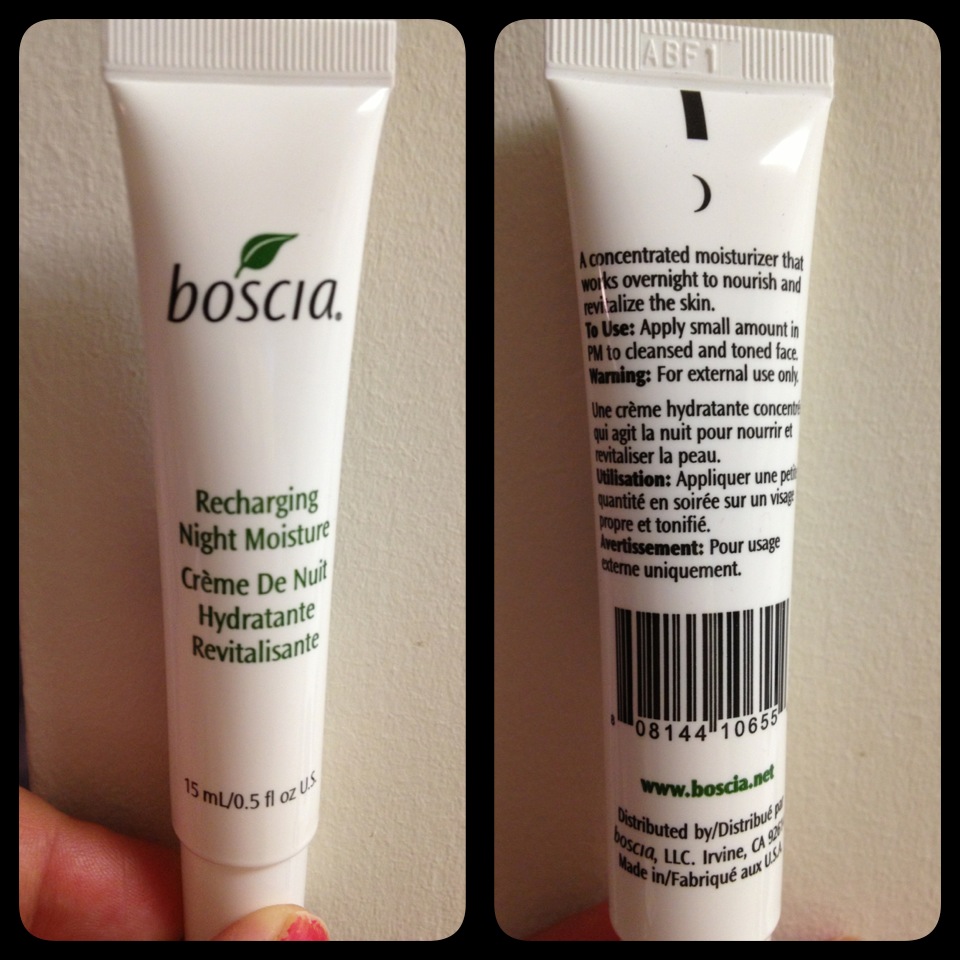 boscia.
Recharging
Night Moisture
Crème De Nuit
Hydratante
Revitalisante
15 mL/0.5 fl oz U.S.
ABF1
A concentrated moisturizer that
works overnight to nourish and
revitalize the skin.
To Use: Apply small amount in
PM to cleansed and toned face.
Warning: For external use only.
Une crème hydratante concentré
qui agit la nuit pour nourrir et
revitaliser la peau.
Utilisation: Appliquer une petit
quantité en soirée sur un visage
propre et tonifié.
Avertissement: Pour usage
externe uniquement.
8 08144 10655
www.boscia.net
Distributed by/Distribué par
boscia, LLC. Irvine, CA
Made in/Fabriqué aux U.S.A.